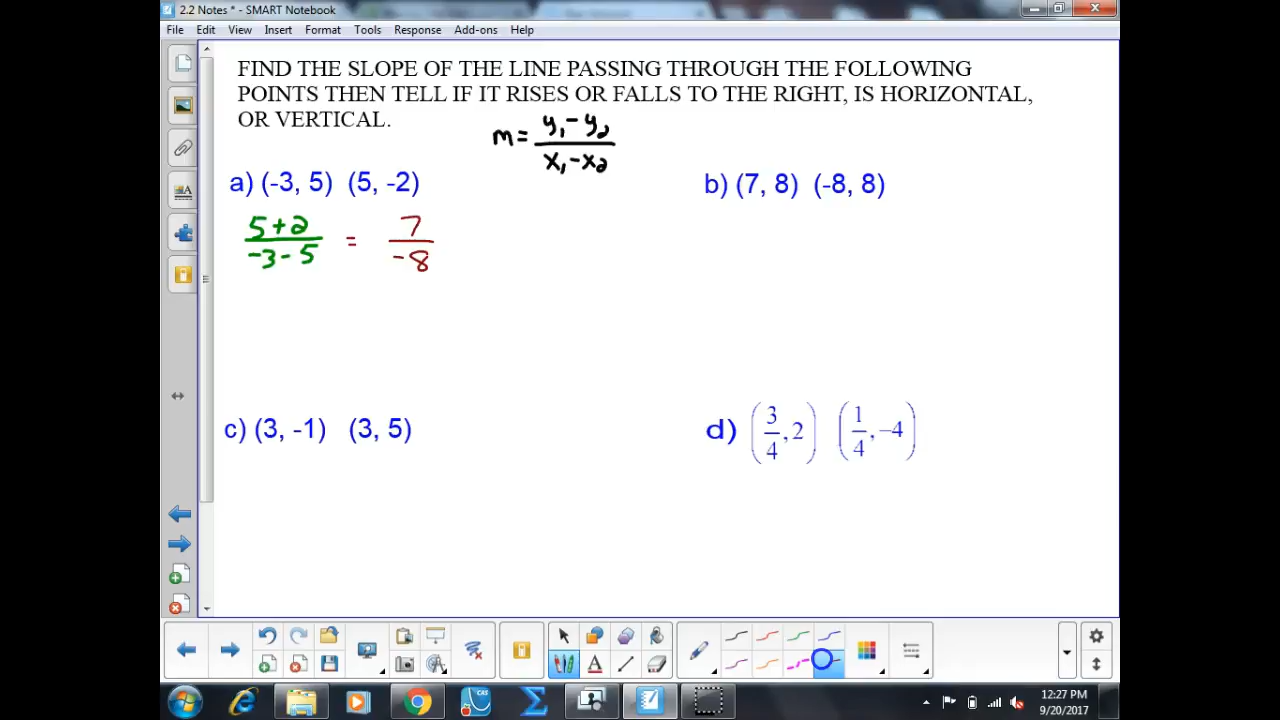 2.2 Notes * - SMART Notebook
File Edit View Insert Format Tools Response Add-ons Help
FIND THE SLOPE OF THE LINE PASSING THROUGH THE FOLLOWING
POINTS THEN TELL IF IT RISES OR FALLS TO THE RIGHT, IS HORIZONTAL,
OR VERTICAL.
m = y₁ - y₂
x₁ - x₂
a) (-3, 5) (5, -2)
b) (7, 8) (-8, 8)
5 + 2 = 7
-3 - 5 -8
c) (3, -1) (3, 5)
d) (3/4, 2) (1/4, -4)
12:27 PM
9/20/2017